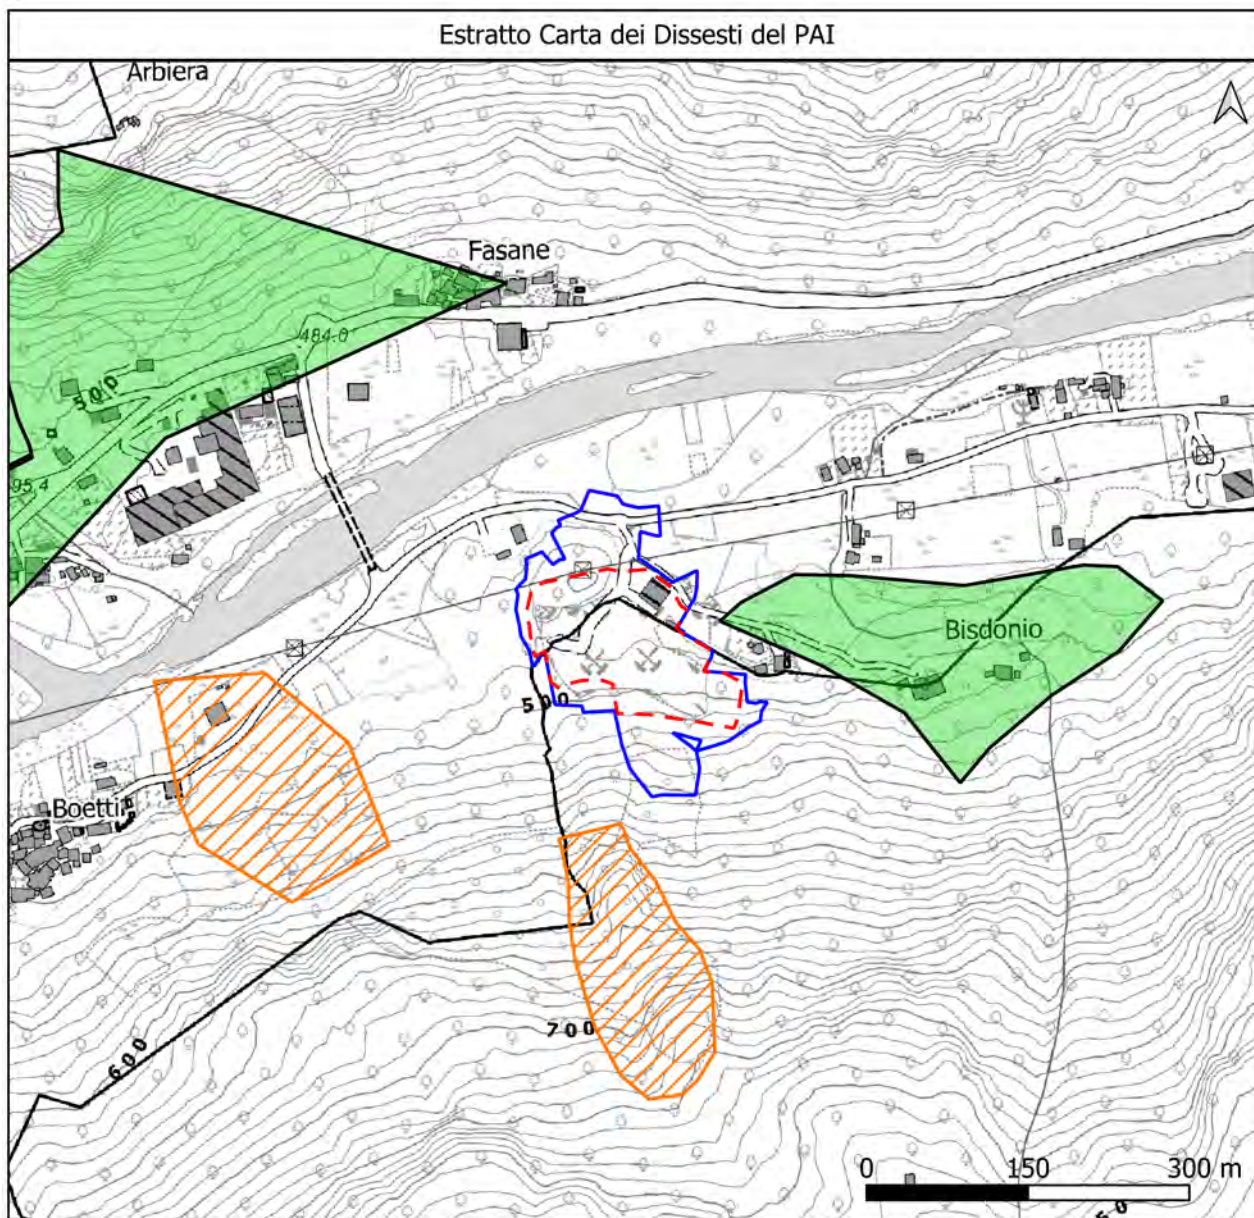 Estratto Carta dei Dissesti del PAI
Arbiera
Fasane
484.0
500
95.4
Bisdonio
500
Boetti
700
600
0 150 300 m